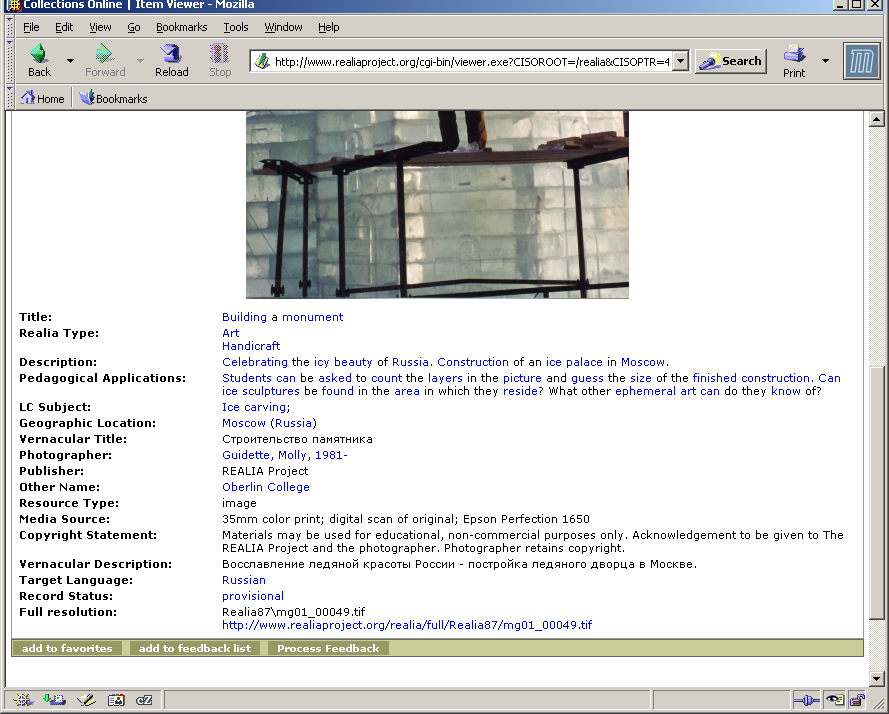 Collections Online | Item Viewer - Mozilla
File Edit View Go Bookmarks Tools Window Help
http://www.realiaproject.org/cgi-bin/viewer.exe?CISOROOT=/realia&CISOPTR=4
Search
Back Forward Reload Stop Print
Home Bookmarks
Title: Building a monument
Realia Type: Art
Handicraft
Description: Celebrating the icy beauty of Russia. Construction of an ice palace in Moscow.
Pedagogical Applications: Students can be asked to count the layers in the picture and guess the size of the finished construction. Can
ice sculptures be found in the area in which they reside? What other ephemeral art can do they know of?
LC Subject: Ice carving;
Geographic Location: Moscow (Russia)
Vernacular Title: Строительство памятника
Photographer: Guidette, Molly, 1981-
Publisher: REALIA Project
Other Name: Oberlin College
Resource Type: image
Media Source: 35mm color print; digital scan of original; Epson Perfection 1650
Copyright Statement: Materials may be used for educational, non-commercial purposes only. Acknowledgement to be given to The
REALIA Project and the photographer. Photographer retains copyright.
Vernacular Description: Восславление ледяной красоты России - постройка ледяного дворца в Москве.
Target Language: Russian
Record Status: provisional
Full resolution: Realia87\mg01_00049.tif
http://www.realiaproject.org/realia/full/Realia87/mg01_00049.tif
add to favorites add to feedback list Process Feedback
cZ